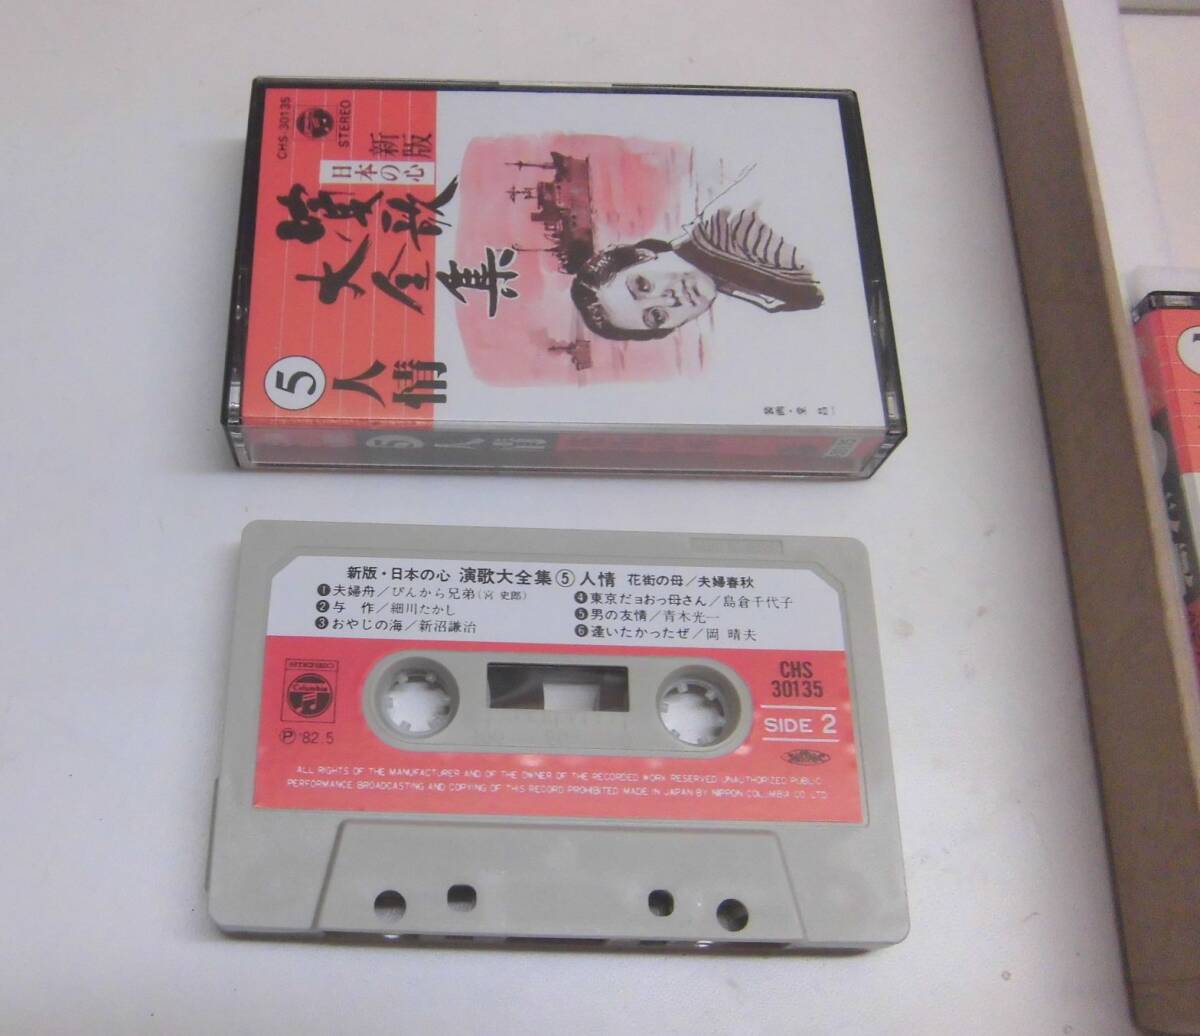 CHS-30135
STEREO
新版
日本の心
演歌
大全集
⑤
人情
⑤ 人情
新版・日本の心 演歌大全集⑤人情 花街の母/夫婦春秋
❶夫婦舟/ぴんから兄弟(宮 史郎)
❷与 作/細川たかし
❸おやじの海/新沼謙治
❹東京だョおっ母さん/島倉千代子
❺男の友情/青木光一
❻逢いたかったぜ/岡 晴夫
Columbia
Ⓟ'82.5
CHS
30135
SIDE 2
ALL RIGHTS OF THE MANUFACTURER AND OF THE OWNER OF THE RECORDED WORK RESERVED UNAUTHORIZED PUBLIC
PERFORMANCE BROADCASTING AND COPYING OF THIS RECORD PROHIBITED MADE IN JAPAN BY NIPPON COLUMBIA CO. LTD.